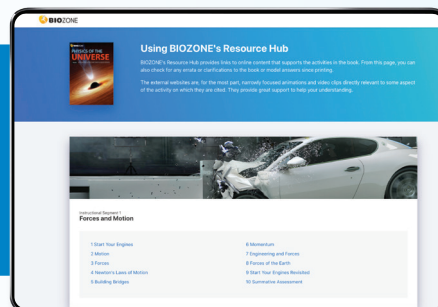 BIOZONE
PHYSICS OF THE
UNIVERSE
Using BIOZONE's Resource Hub
BIOZONE's Resource Hub provides links to online content that supports the activities in the book. From this page, you can
also check for any errata or clarifications to the book or model answers since printing.
The external websites are, for the most part, narrowly focused animations and video clips directly relevant to some aspect
of the activity on which they are cited. They provide great support to help your understanding.
Instructional Segment 1
Forces and Motion
1 Start Your Engines
2 Motion
3 Forces
4 Newton's Laws of Motion
5 Building Bridges
6 Momentum
7 Engineering and Forces
8 Forces of the Earth
9 Start Your Engines Revisited
10 Summative Assessment